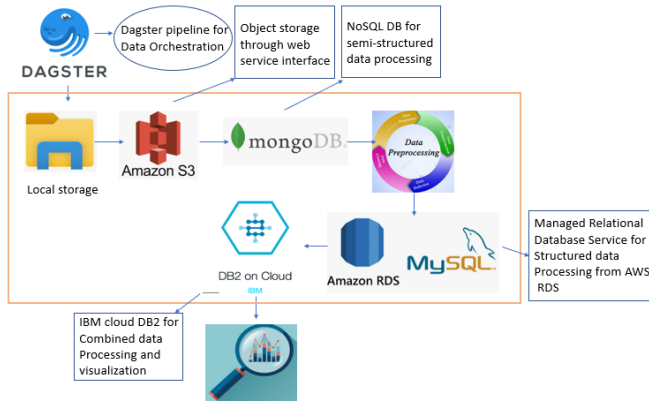 Dagster pipeline for
Data Orchestration
Object storage
through web
service interface
NoSQL DB for
semi-structured
data processing
DAGSTER
Local storage
Amazon S3
mongoDB.
Data
Preprocessing
DB2 on Cloud
IBM
Amazon RDS
MySQL
Managed Relational
Database Service for
Structured data
Processing from AWS
RDS
IBM cloud DB2 for
Combined data
Processing and
visualization